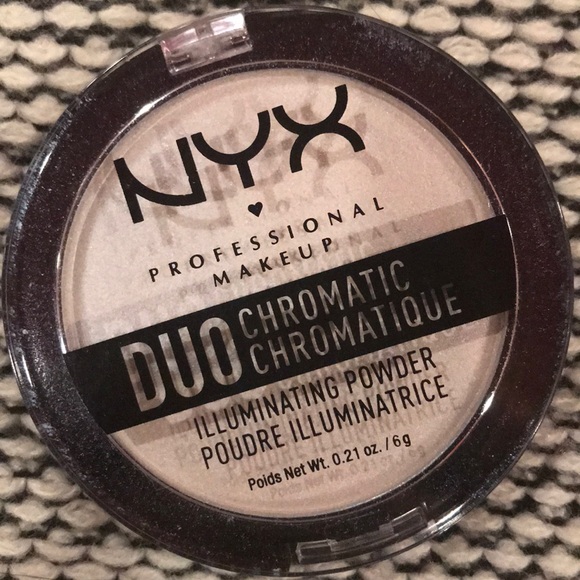 NYX
PROFESSIONAL
MAKEUP
DUO CHROMATIC
CHROMATIQUE
ILLUMINATING POWDER
POUDRE ILLUMINATRICE
Poids Net Wt. 0.21 oz. / 6g